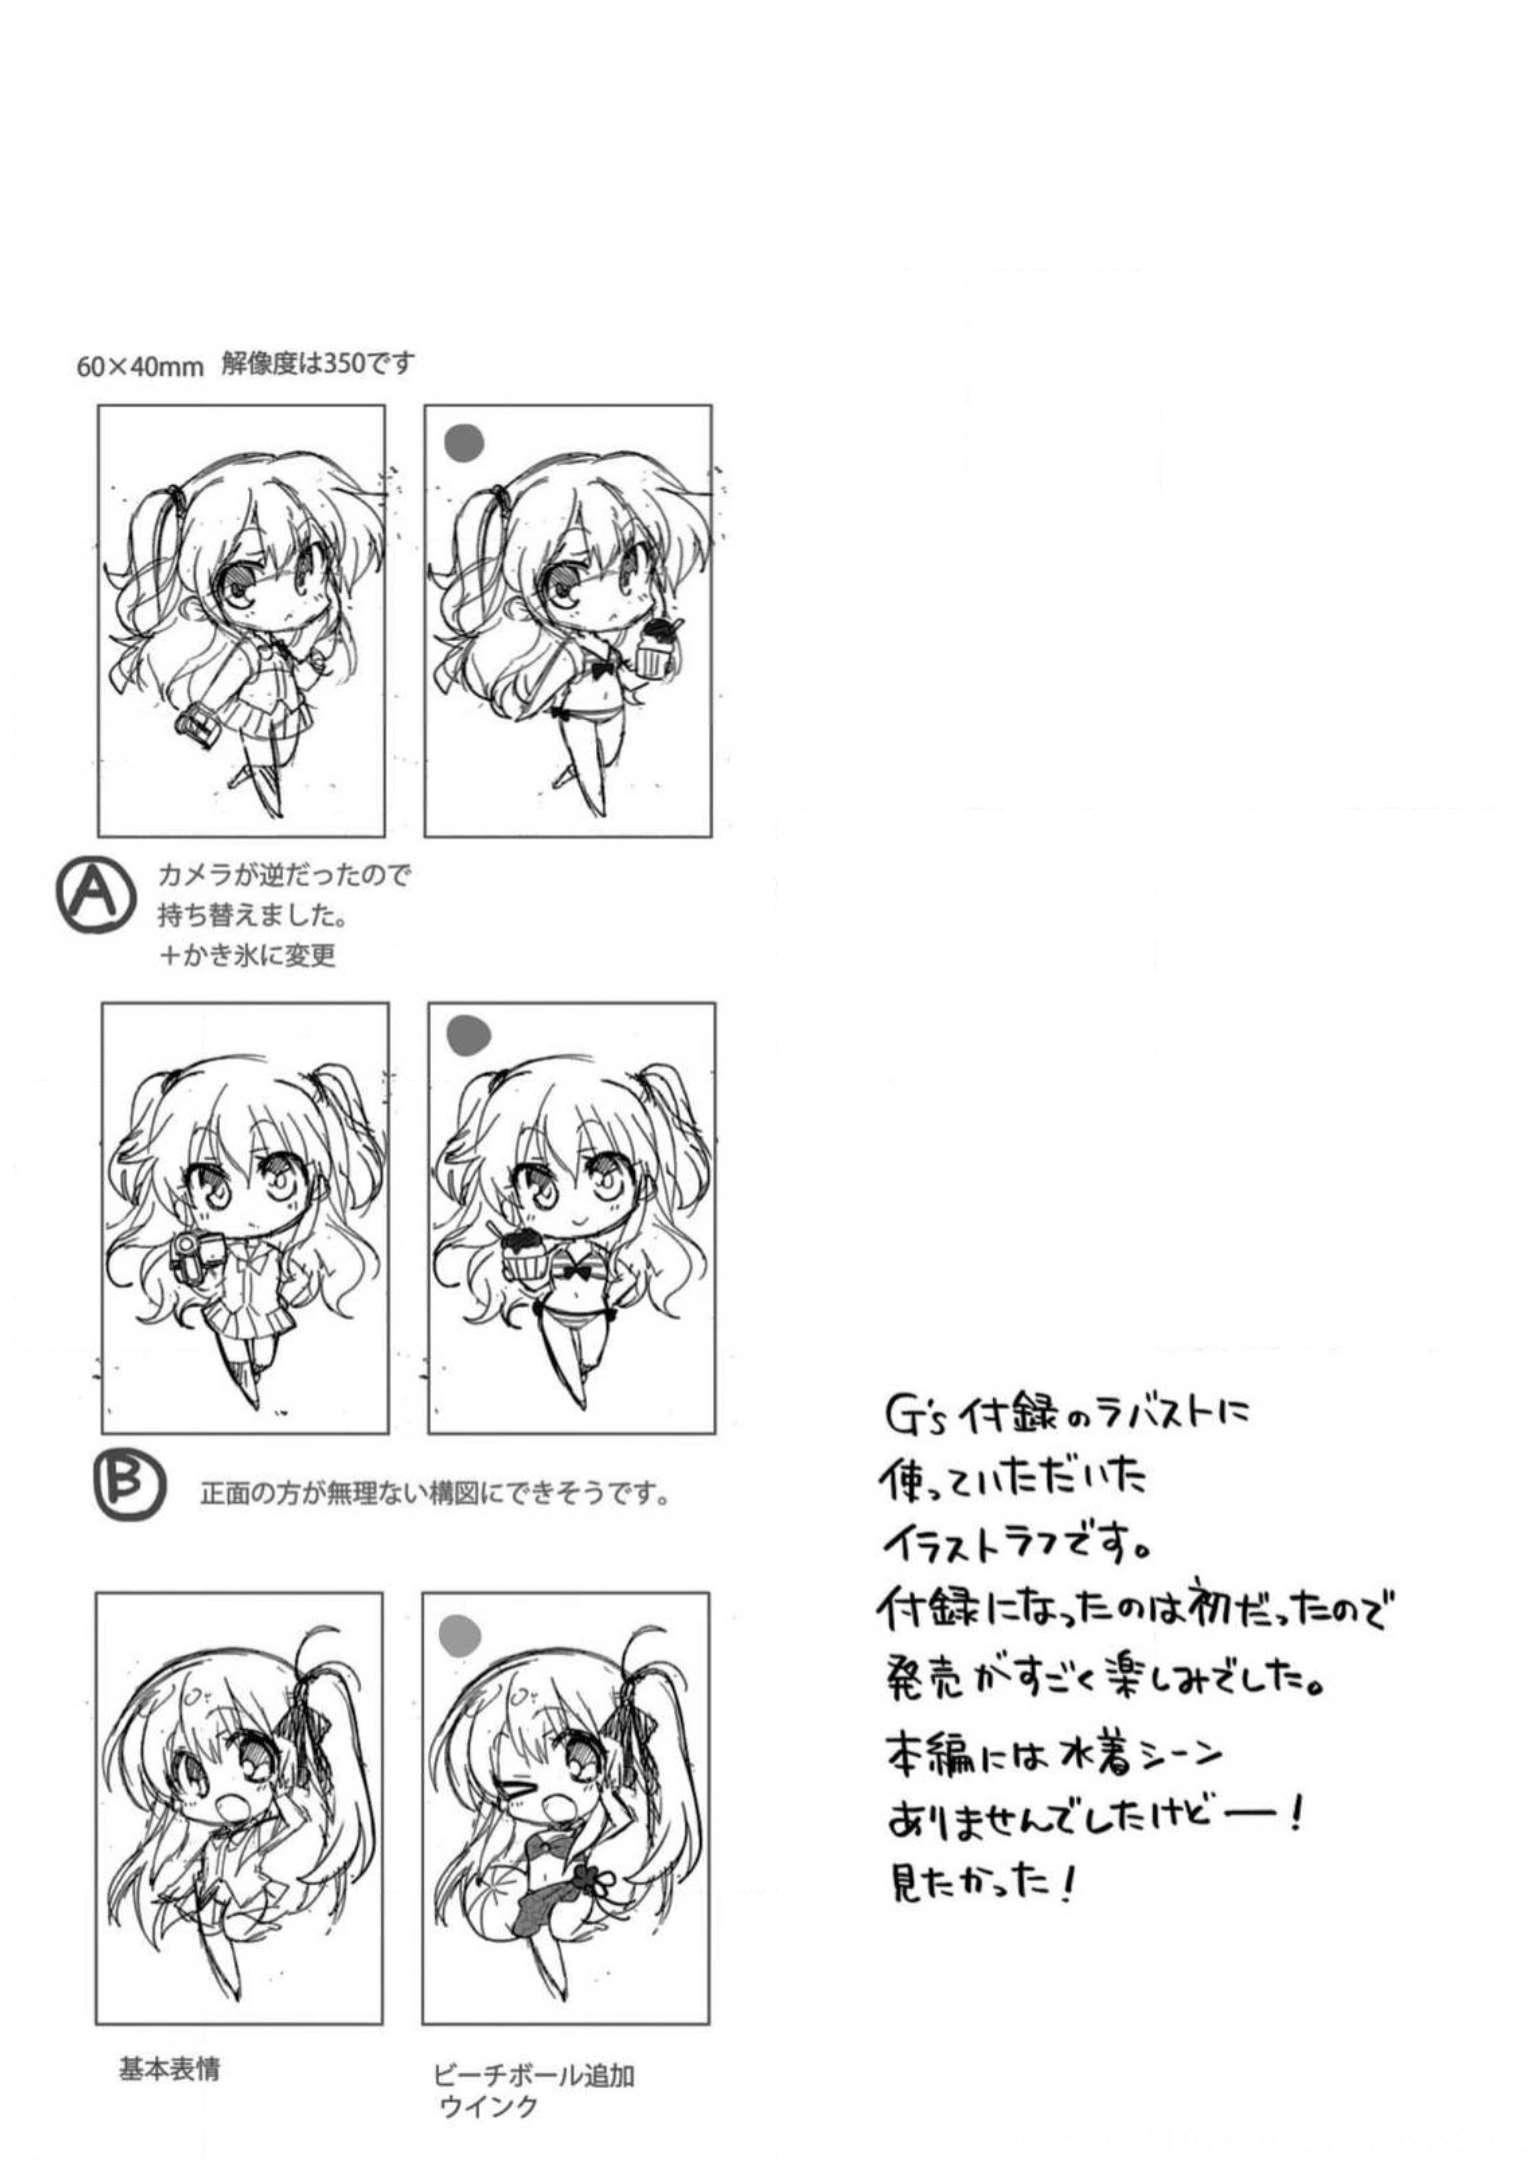 60×40mm 解像度は350です
A
カメラが逆だったので
持ち替えました。
＋かき氷に変更
B
正面の方が無理ない構図にできそうです。
基本表情
ビーチボール追加
ウインク
G's付録のラバストに
使っていただいた
イラストラフです。
付録になったのは初だったので
発売がすごく楽しみでした。
本編には水着シーン
ありませんでしたけどー！
見たかった！